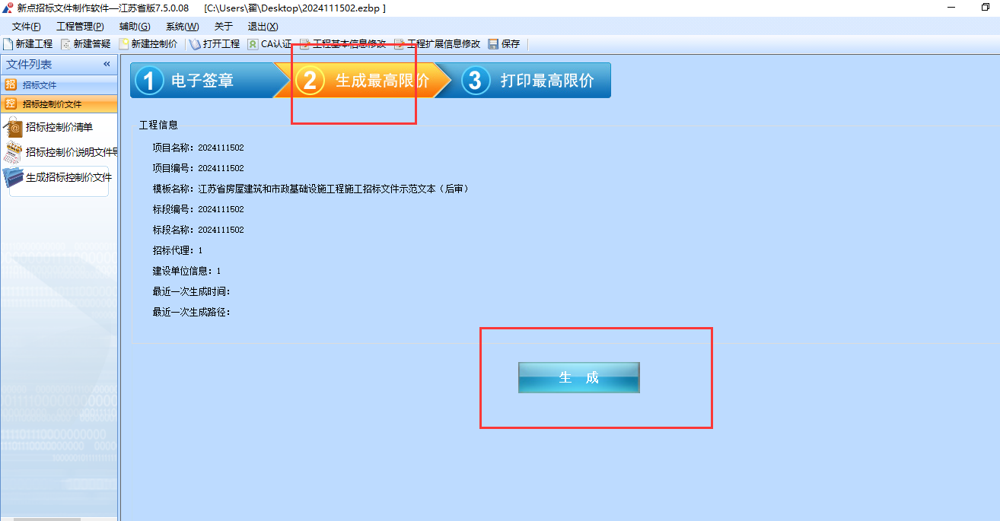 新点招标文件制作软件—江苏省版7.5.0.08 [C:\Users\翟\Desktop\2024111502.ezbp ]
文件(F) 工程管理(P) 辅助(G) 系统(W) 关于 退出(X)
新建工程 新建答疑 新建控制价 打开工程 CA认证 工程基本信息修改 工程扩展信息修改 保存
文件列表 «
招 招标文件
控 招标控制价文件
招标控制价清单
招标控制价说明文件导
生成招标控制价文件
1 电子签章 2 生成最高限价 3 打印最高限价
工程信息
项目名称：2024111502
项目编号：2024111502
模板名称：江苏省房屋建筑和市政基础设施工程施工招标文件示范文本（后审）
标段编号：2024111502
标段名称：2024111502
招标代理：1
建设单位信息：1
最近一次生成时间：
最近一次生成路径：
生 成